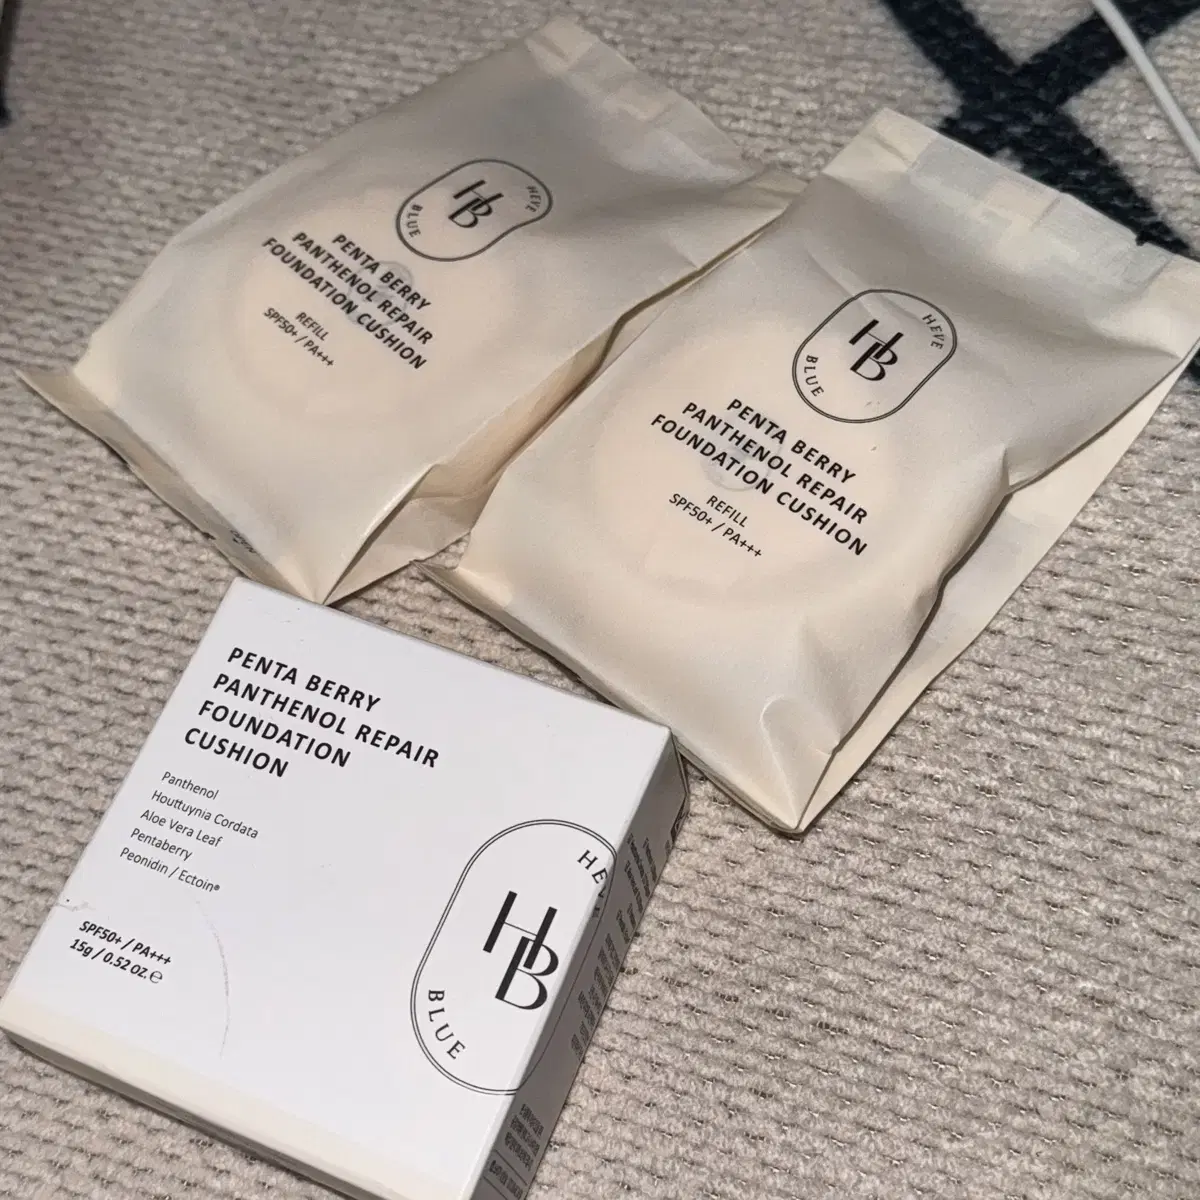 HB
HEVE
BLUE
PENTA BERRY
PANTHENOL REPAIR
FOUNDATION CUSHION
REFILL
SPF50+ / PA+++
HB
HEVE
BLUE
PENTA BERRY
PANTHENOL REPAIR
FOUNDATION CUSHION
REFILL
SPF50+ / PA+++
PENTA BERRY
PANTHENOL REPAIR
FOUNDATION
CUSHION
Panthenol
Houttuynia Cordata
Aloe Vera Leaf
Pentaberry
Peonidin / Ectoin®
SPF50+ / PA+++
15g / 0.52 oz. ℮
HB
BLUE